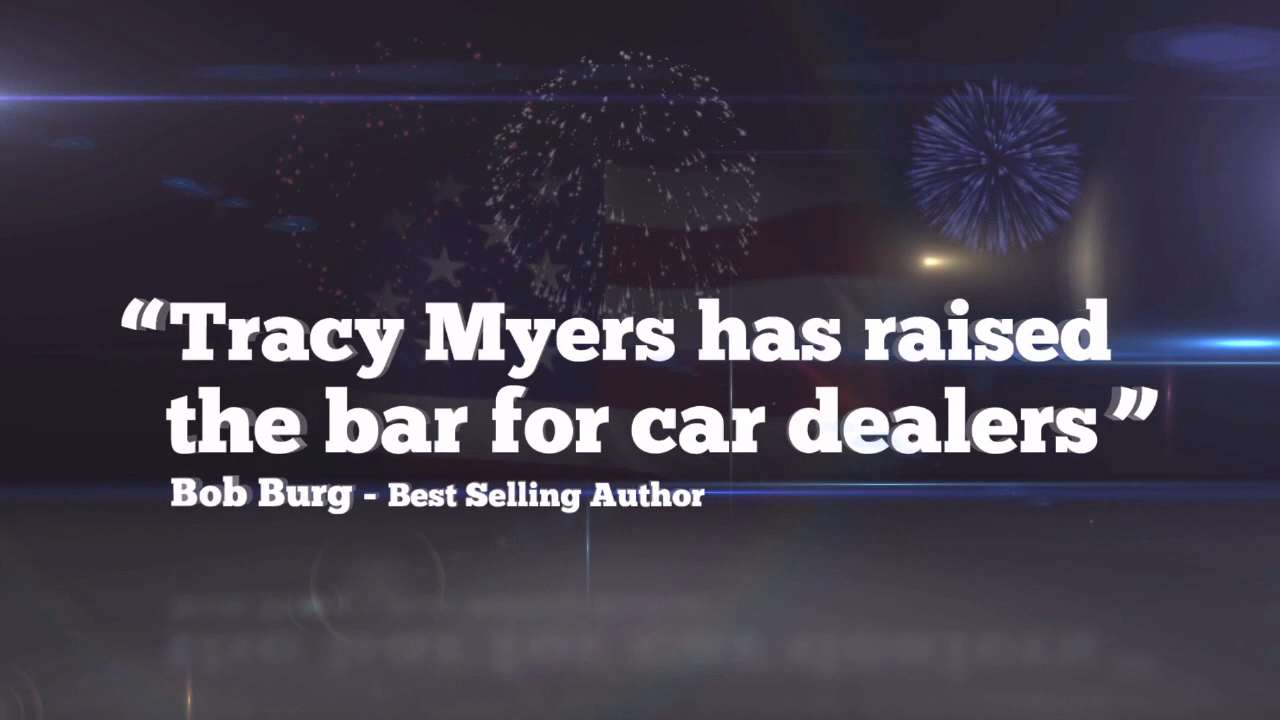 “Tracy Myers has raised
the bar for car dealers”
Bob Burg - Best Selling Author